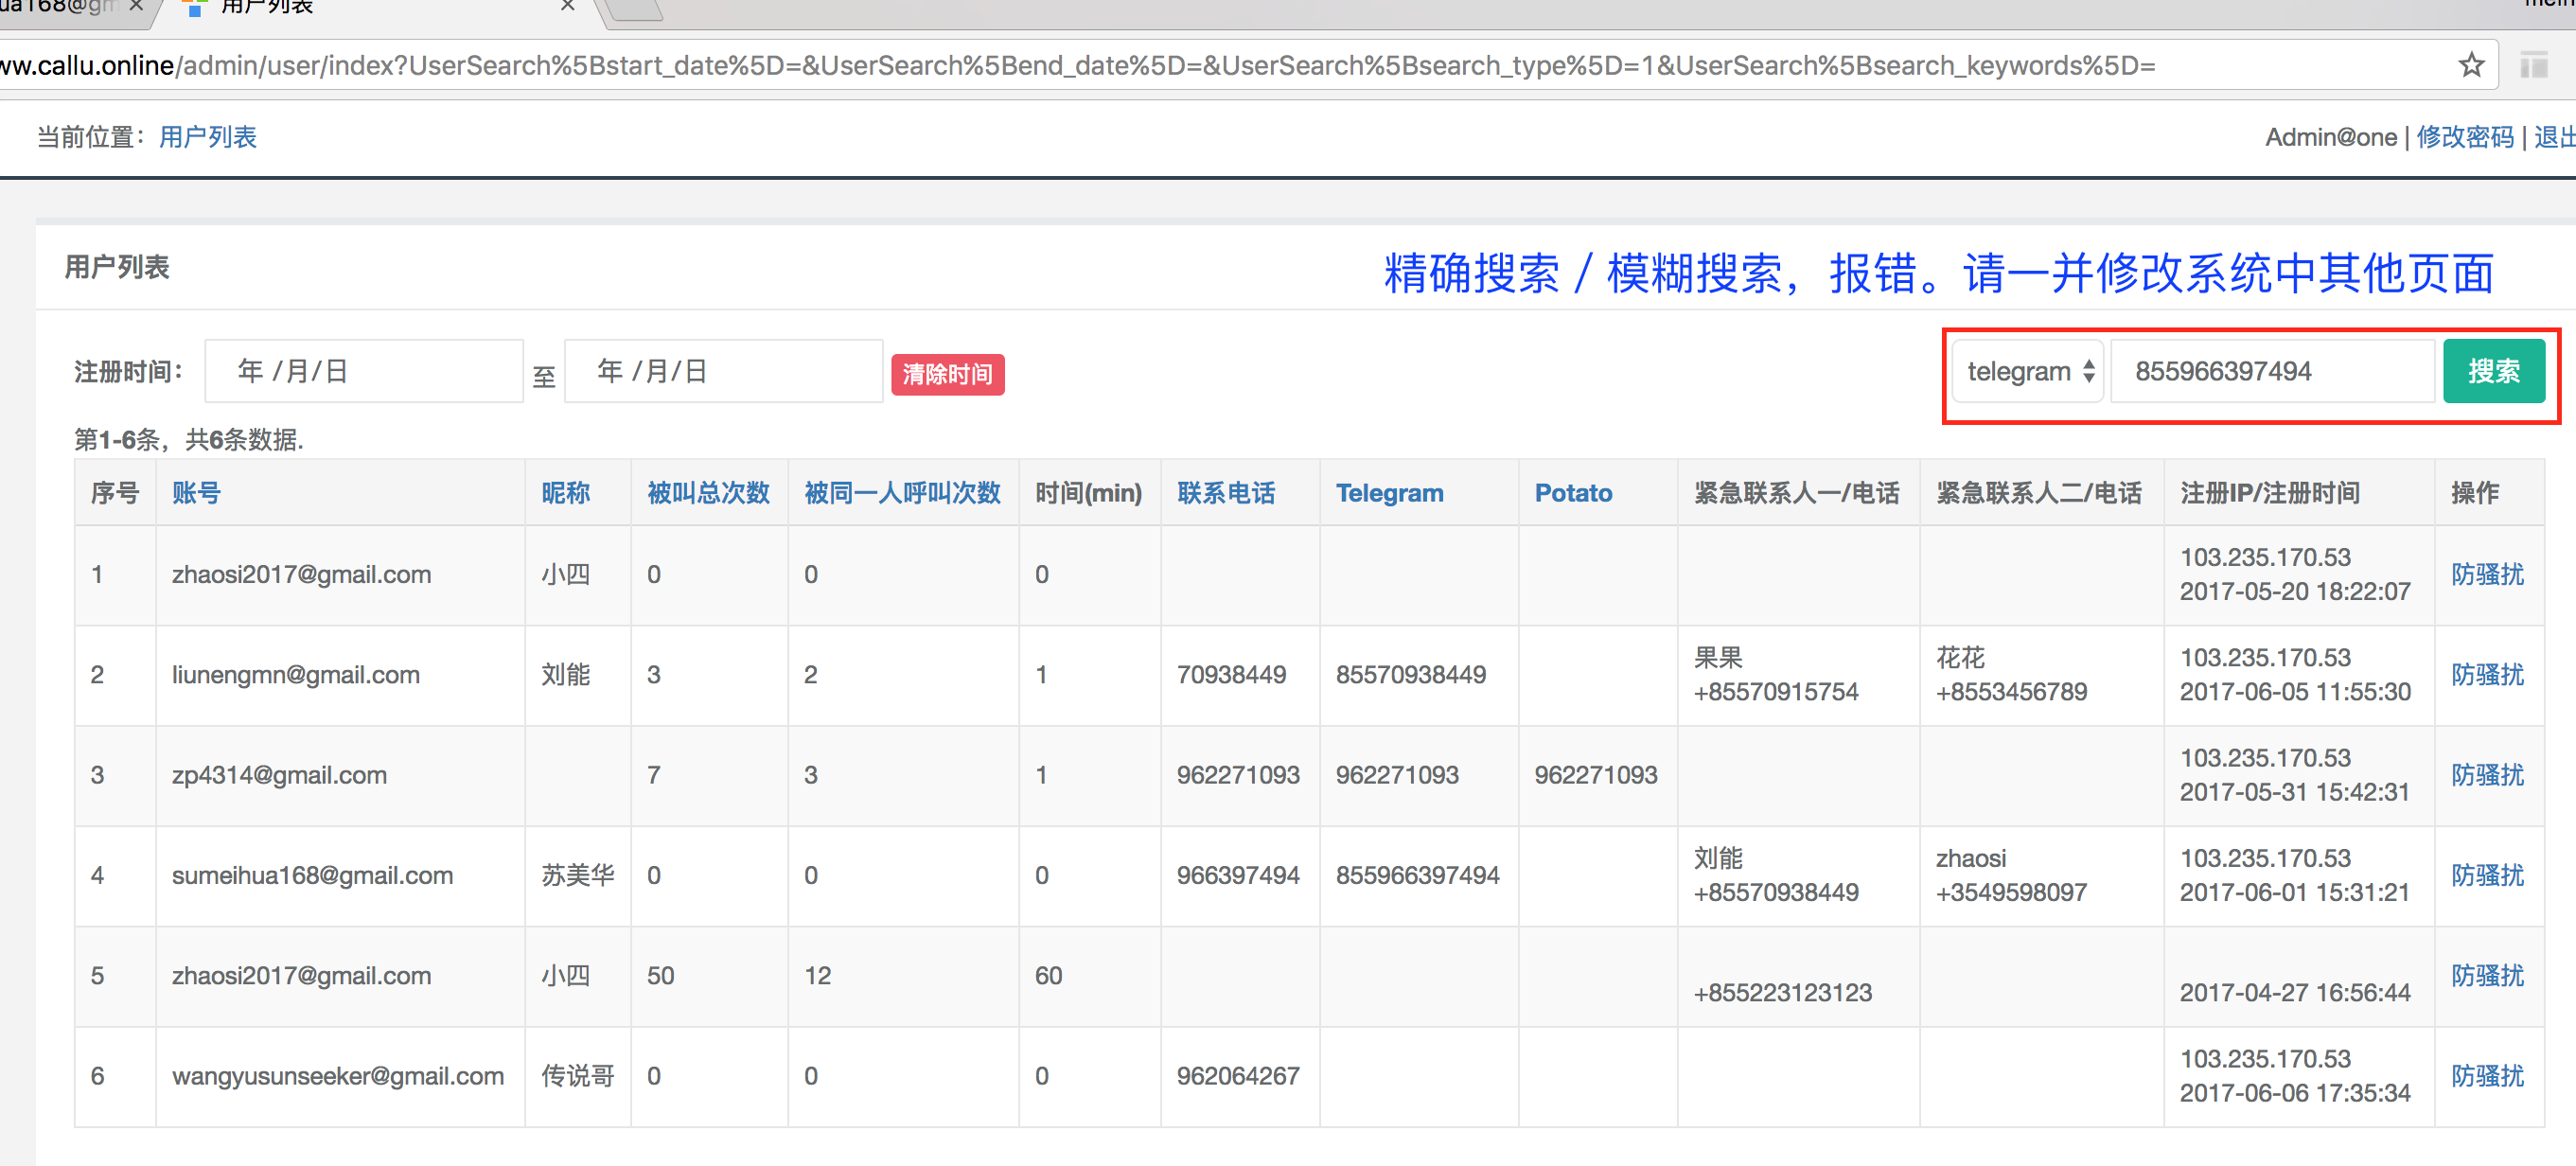 用户列表
ww.callu.online/admin/user/index?UserSearch%5Bstart_date%5D=&UserSearch%5Bend_date%5D=&UserSearch%5Bsearch_type%5D=1&UserSearch%5Bsearch_keywords%5D=
当前位置：用户列表 Admin@one | 修改密码 | 退出
用户列表
精确搜索 / 模糊搜索，报错。请一并修改系统中其他页面
注册时间： 年 /月/日 至 年 /月/日 清除时间 telegram 855966397494 搜索
第1-6条，共6条数据.
序号 账号 昵称 被叫总次数 被同一人呼叫次数 时间(min) 联系电话 Telegram Potato 紧急联系人一/电话 紧急联系人二/电话 注册IP/注册时间 操作
1 zhaosi2017@gmail.com 小四 0 0 0 103.235.170.53 2017-05-20 18:22:07 防骚扰
2 liunengmn@gmail.com 刘能 3 2 1 70938449 85570938449 果果 +85570915754 花花 +8553456789 103.235.170.53 2017-06-05 11:55:30 防骚扰
3 zp4314@gmail.com 7 3 1 962271093 962271093 962271093 103.235.170.53 2017-05-31 15:42:31 防骚扰
4 sumeihua168@gmail.com 苏美华 0 0 0 966397494 855966397494 刘能 +85570938449 zhaosi +3549598097 103.235.170.53 2017-06-01 15:31:21 防骚扰
5 zhaosi2017@gmail.com 小四 50 12 60 +855223123123 2017-04-27 16:56:44 防骚扰
6 wangyusunseeker@gmail.com 传说哥 0 0 0 962064267 103.235.170.53 2017-06-06 17:35:34 防骚扰